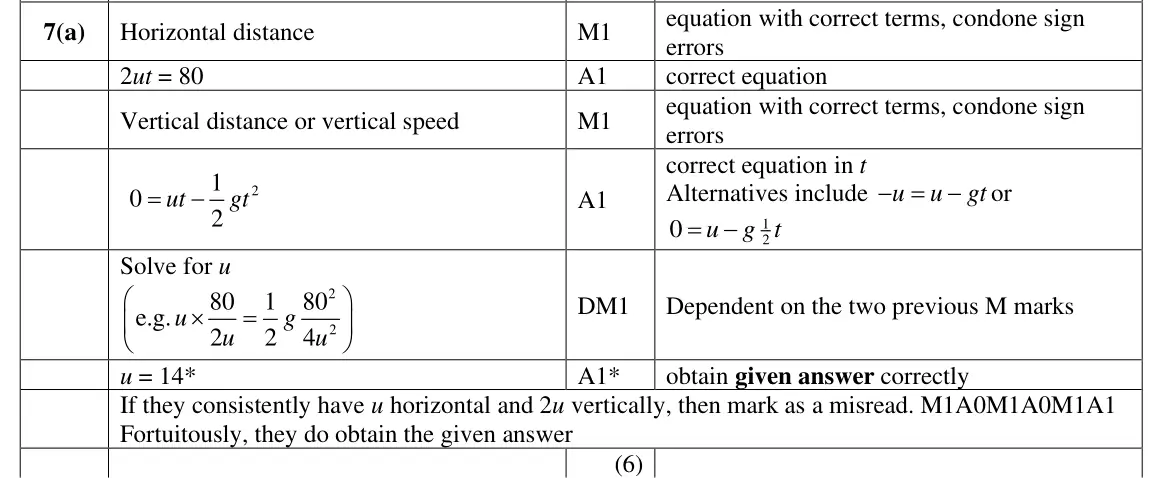 7(a) Horizontal distance M1 equation with correct terms, condone sign errors
2ut = 80 A1 correct equation
Vertical distance or vertical speed M1 equation with correct terms, condone sign errors
0 = ut − 1/2 gt² A1 correct equation in t
Alternatives include −u = u − gt or
0 = u − g ½ t
Solve for u
(e.g. u × 80/2u = 1/2 g 80²/4u²) DM1 Dependent on the two previous M marks
u = 14* A1* obtain given answer correctly
If they consistently have u horizontal and 2u vertically, then mark as a misread. M1A0M1A0M1A1
Fortuitously, they do obtain the given answer
(6)